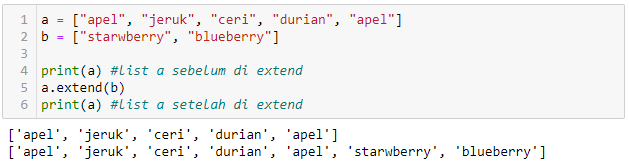 1 a = ["apel", "jeruk", "ceri", "durian", "apel"]
2 b = ["starwberry", "blueberry"]
3
4 print(a) #list a sebelum di extend
5 a.extend(b)
6 print(a) #list a setelah di extend
['apel', 'jeruk', 'ceri', 'durian', 'apel']
['apel', 'jeruk', 'ceri', 'durian', 'apel', 'starwberry', 'blueberry']